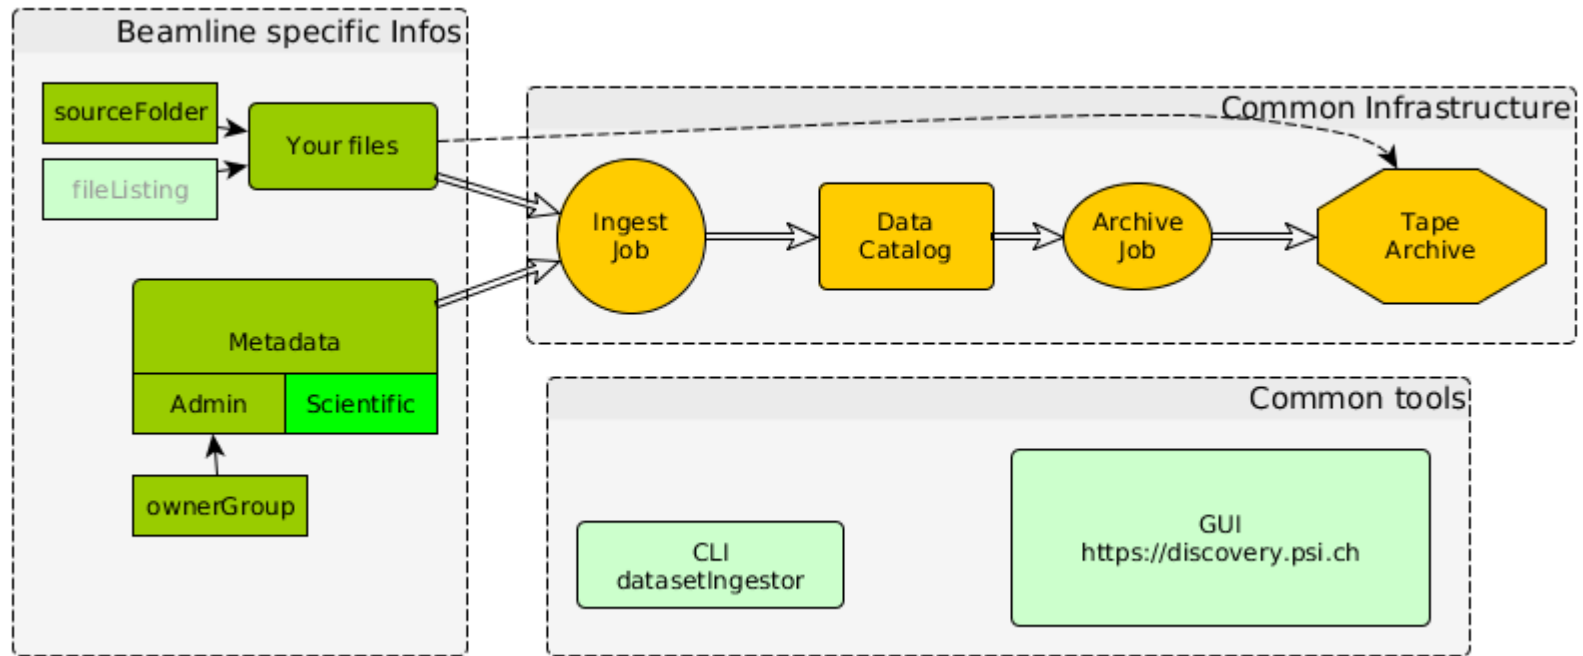 Beamline specific Infos
sourceFolder
Your files
fileListing
Metadata
Admin
Scientific
ownerGroup
Common Infrastructure
Ingest
Job
Data
Catalog
Archive
Job
Tape
Archive
Common tools
CLI
datasetIngestor
GUI
https://discovery.psi.ch